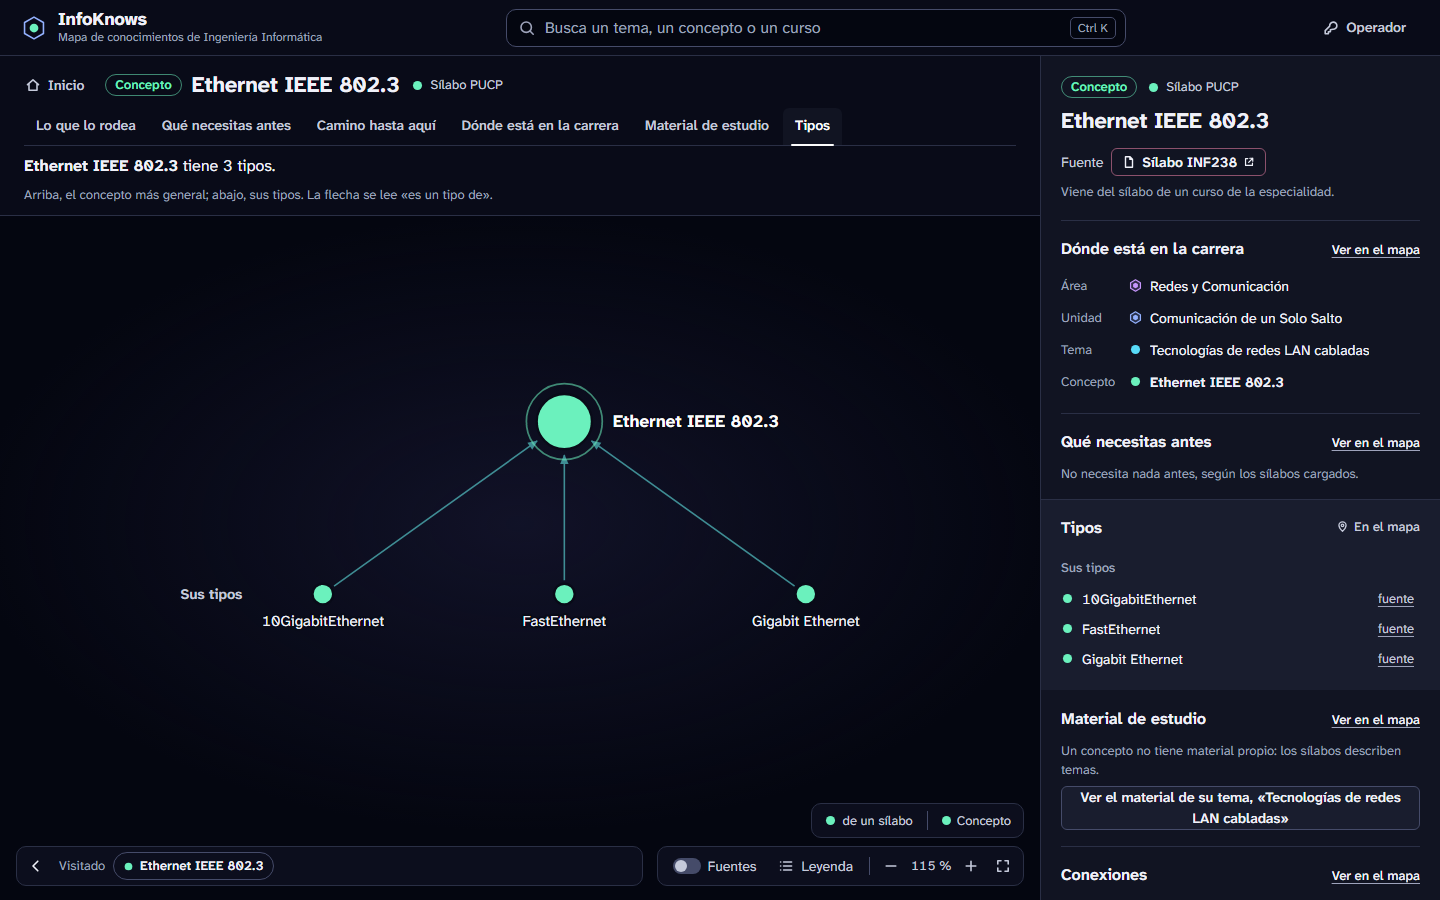 InfoKnows
Mapa de conocimientos de Ingeniería Informática
Busca un tema, un concepto o un curso
Ctrl K
Operador
Inicio
Concepto
Ethernet IEEE 802.3
Sílabo PUCP
Lo que lo rodea
Qué necesitas antes
Camino hasta aquí
Dónde está en la carrera
Material de estudio
Tipos
Ethernet IEEE 802.3 tiene 3 tipos.
Arriba, el concepto más general; abajo, sus tipos. La flecha se lee «es un tipo de».
Ethernet IEEE 802.3
Sus tipos
10GigabitEthernet
FastEthernet
Gigabit Ethernet
de un sílabo
Concepto
Visitado
Ethernet IEEE 802.3
Fuentes
Leyenda
115 %
Concepto
Sílabo PUCP
Ethernet IEEE 802.3
Fuente
Sílabo INF238
Viene del sílabo de un curso de la especialidad.
Dónde está en la carrera
Ver en el mapa
Área
Redes y Comunicación
Unidad
Comunicación de un Solo Salto
Tema
Tecnologías de redes LAN cabladas
Concepto
Ethernet IEEE 802.3
Qué necesitas antes
Ver en el mapa
No necesita nada antes, según los sílabos cargados.
Tipos
En el mapa
Sus tipos
10GigabitEthernet
fuente
FastEthernet
fuente
Gigabit Ethernet
fuente
Material de estudio
Ver en el mapa
Un concepto no tiene material propio: los sílabos describen
temas.
Ver el material de su tema, «Tecnologías de redes
LAN cabladas»
Conexiones
Ver en el mapa